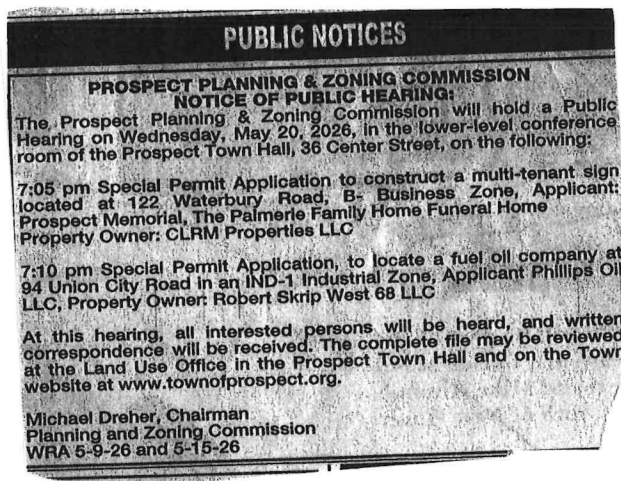 PUBLIC NOTICES
PROSPECT PLANNING & ZONING COMMISSION
NOTICE OF PUBLIC HEARING:
The Prospect Planning & Zoning Commission will hold a Public
Hearing on Wednesday, May 20, 2026, in the lower-level conference
room of the Prospect Town Hall, 36 Center Street, on the following:
7:05 pm Special Permit Application to construct a multi-tenant sign
located at 122 Waterbury Road, B- Business Zone, Applicant:
Prospect Memorial, The Palmerie Family Home Funeral Home
Property Owner: CLRM Properties LLC
7:10 pm Special Permit Application, to locate a fuel oil company at
94 Union City Road in an IND-1 Industrial Zone, Applicant Phillips Oil
LLC, Property Owner: Robert Skrip West 68 LLC
At this hearing, all interested persons will be heard, and written
correspondence will be received. The complete file may be reviewed
at the Land Use Office in the Prospect Town Hall and on the Town
website at www.townofprospect.org.
Michael Dreher, Chairman
Planning and Zoning Commission
WRA 5-9-26 and 5-15-26